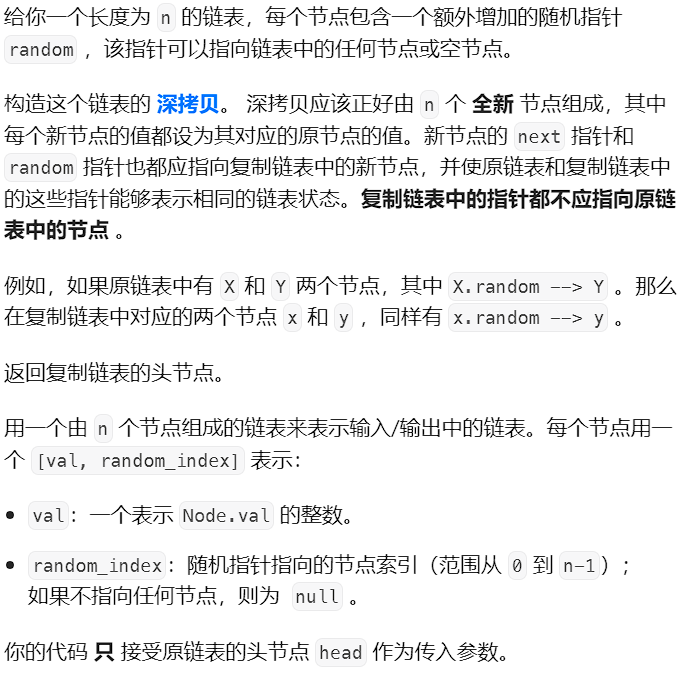 给你一个长度为 n 的链表，每个节点包含一个额外增加的随机指针
random ，该指针可以指向链表中的任何节点或空节点。
构造这个链表的 深拷贝。 深拷贝应该正好由 n 个 全新 节点组成，其中
每个新节点的值都设为其对应的原节点的值。新节点的 next 指针和
random 指针也都应指向复制链表中的新节点，并使原链表和复制链表中
的这些指针能够表示相同的链表状态。复制链表中的指针都不应指向原链
表中的节点 。
例如，如果原链表中有 X 和 Y 两个节点，其中 X.random --> Y 。那么
在复制链表中对应的两个节点 x 和 y ，同样有 x.random --> y 。
返回复制链表的头节点。
用一个由 n 个节点组成的链表来表示输入/输出中的链表。每个节点用一
个 [val, random_index] 表示：
• val：一个表示 Node.val 的整数。
• random_index：随机指针指向的节点索引（范围从 0 到 n-1）；
如果不指向任何节点，则为 null 。
你的代码 只 接受原链表的头节点 head 作为传入参数。